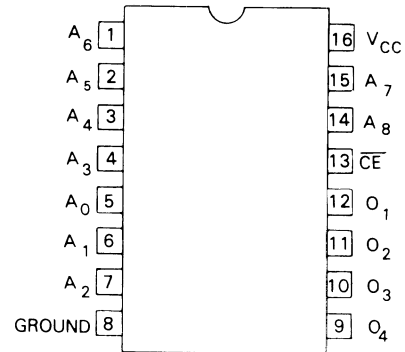 A6 1 16 VCC
A5 2 15 A7
A4 3 14 A8
A3 4 13 C̅E̅
A0 5 12 O1
A1 6 11 O2
A2 7 10 O3
GROUND 8 9 O4